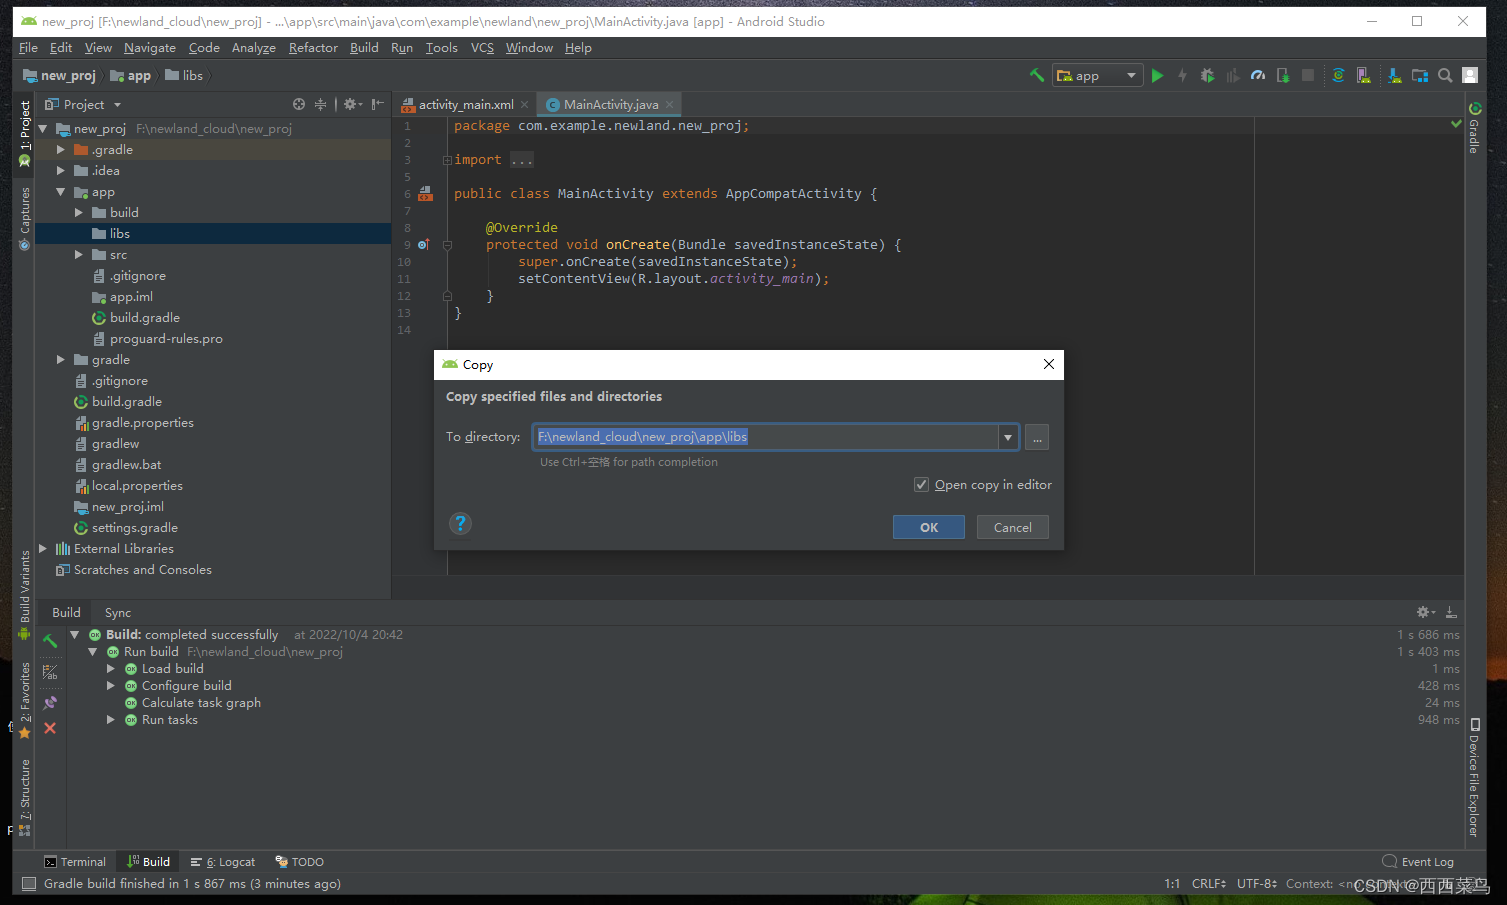 new_proj [F:\newland_cloud\new_proj] - ...\app\src\main\java\com\example\newland\new_proj\MainActivity.java [app] - Android Studio
File Edit View Navigate Code Analyze Refactor Build Run Tools VCS Window Help
new_proj app libs
app
1: Project
Captures
Build Variants
2: Favorites
7: Structure
Project
new_proj F:\newland_cloud\new_proj
.gradle
.idea
app
build
libs
src
.gitignore
app.iml
build.gradle
proguard-rules.pro
gradle
.gitignore
build.gradle
gradle.properties
gradlew
gradlew.bat
local.properties
new_proj.iml
settings.gradle
External Libraries
Scratches and Consoles
activity_main.xml MainActivity.java
1 package com.example.newland.new_proj;
2
3 import ...
5
6 public class MainActivity extends AppCompatActivity {
7
8 @Override
9 protected void onCreate(Bundle savedInstanceState) {
10 super.onCreate(savedInstanceState);
11 setContentView(R.layout.activity_main);
12 }
13 }
14
Gradle
Device File Explorer
Copy
Copy specified files and directories
To directory: F:\newland_cloud\new_proj\app\libs ...
Use Ctrl+空格 for path completion
Open copy in editor
? OK Cancel
Build Sync
Build: completed successfully at 2022/10/4 20:42 1 s 686 ms
Run build F:\newland_cloud\new_proj 1 s 403 ms
Load build 1 ms
Configure build 428 ms
Calculate task graph 24 ms
Run tasks 948 ms
Terminal Build 6: Logcat TODO Event Log
Gradle build finished in 1 s 867 ms (3 minutes ago) 1:1 CRLF UTF-8 Context: <no context>
CSDN @西西菜鸟